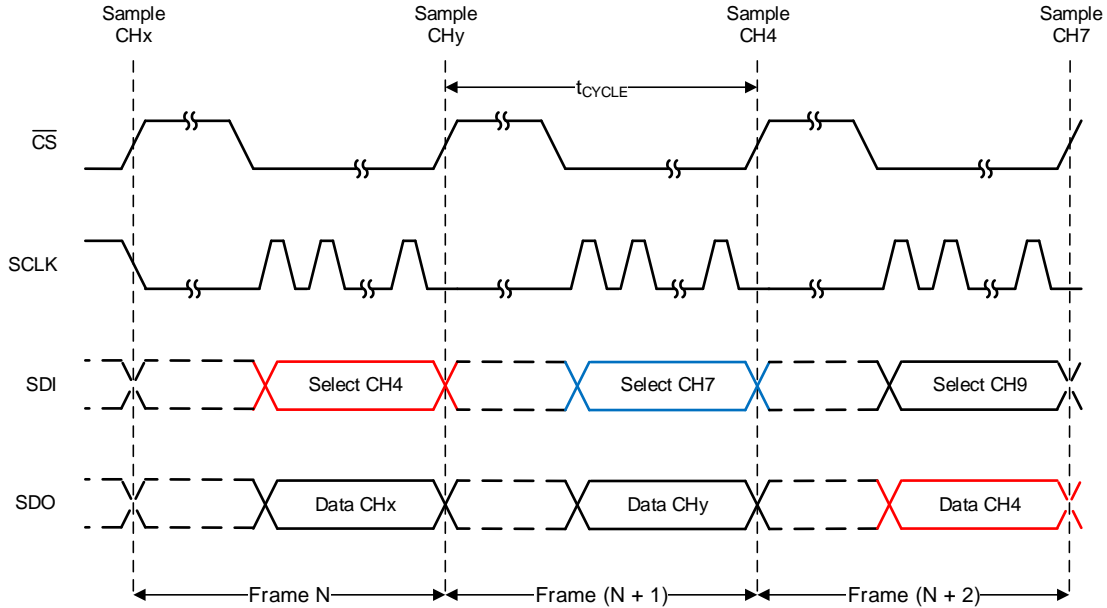 Sample
CHx
Sample
CHy
Sample
CH4
Sample
CH7
tCYCLE
CS
SCLK
SDI
Select CH4
Select CH7
Select CH9
SDO
Data CHx
Data CHy
Data CH4
Frame N
Frame (N + 1)
Frame (N + 2)